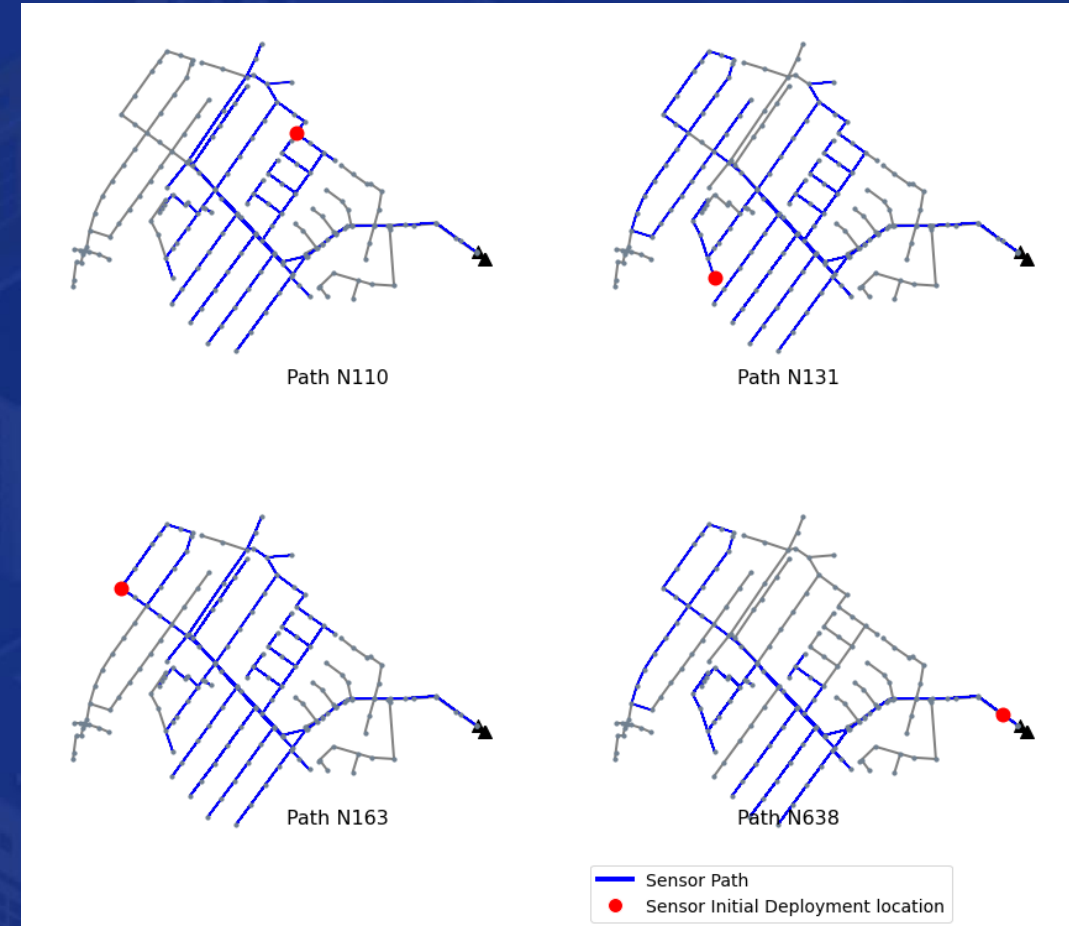 Path N110
Path N131
Path N163
Path N638
Sensor Path
Sensor Initial Deployment location